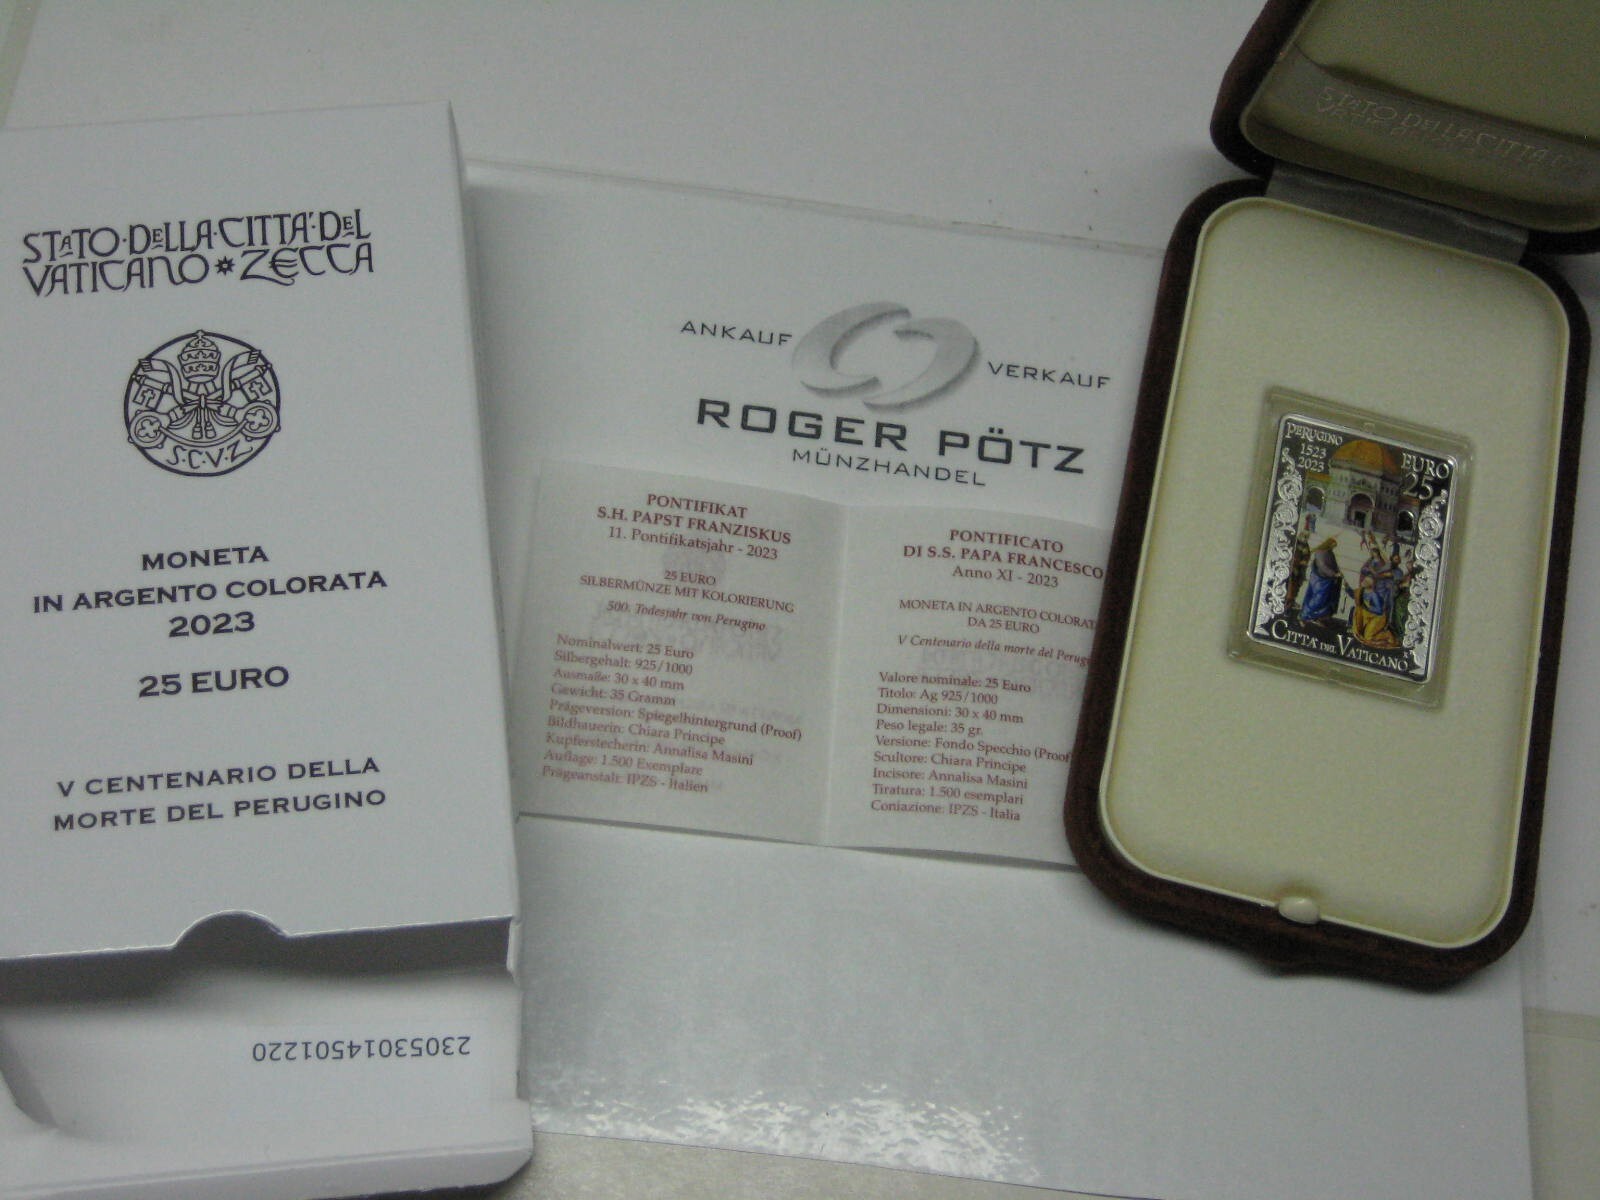 STATO·DELLA·CITTÀ·DEL
VATICANO ZECCA
S.C.V.Z.
MONETA
IN ARGENTO COLORATA
2023
25 EURO
V CENTENARIO DELLA
MORTE DEL PERUGINO
23053014501220
ANKAUF
VERKAUF
ROGER PÖTZ
MÜNZHANDEL
PONTIFIKAT
S.H. PAPST FRANZISKUS
11. Pontifikatsjahr - 2023
25 EURO
SILBERMÜNZE MIT KOLORIERUNG
500. Todesjahr von Perugino
Nominalwert: 25 Euro
Silbergehalt: 925/1000
Ausmaße: 30 x 40 mm
Gewicht: 35 Gramm
Prägeversion: Spiegelhintergrund (Proof)
Bildhauerin: Chiara Principe
Kupferstecherin: Annalisa Masini
Auflage: 1.500 Exemplare
Prägeanstalt: IPZS - Italien
PONTIFICATO
DI S.S. PAPA FRANCESCO
Anno XI - 2023
MONETA IN ARGENTO COLORAT
DA 25 EURO
V Centenario della morte del Perug
Valore nominale: 25 Euro
Titolo: Ag 925/1000
Dimensioni: 30 x 40 mm
Peso legale: 35 gr.
Versione: Fondo Specchio (Proof
Scultore: Chiara Principe
Incisore: Annalisa Masini
Tiratura: 1.500 esemplari
Coniazione: IPZS - Italia
STATO DELLA CITTÀ D
PERUGINO
1523
2023
EURO
25
CITTÀ DEL VATICANO